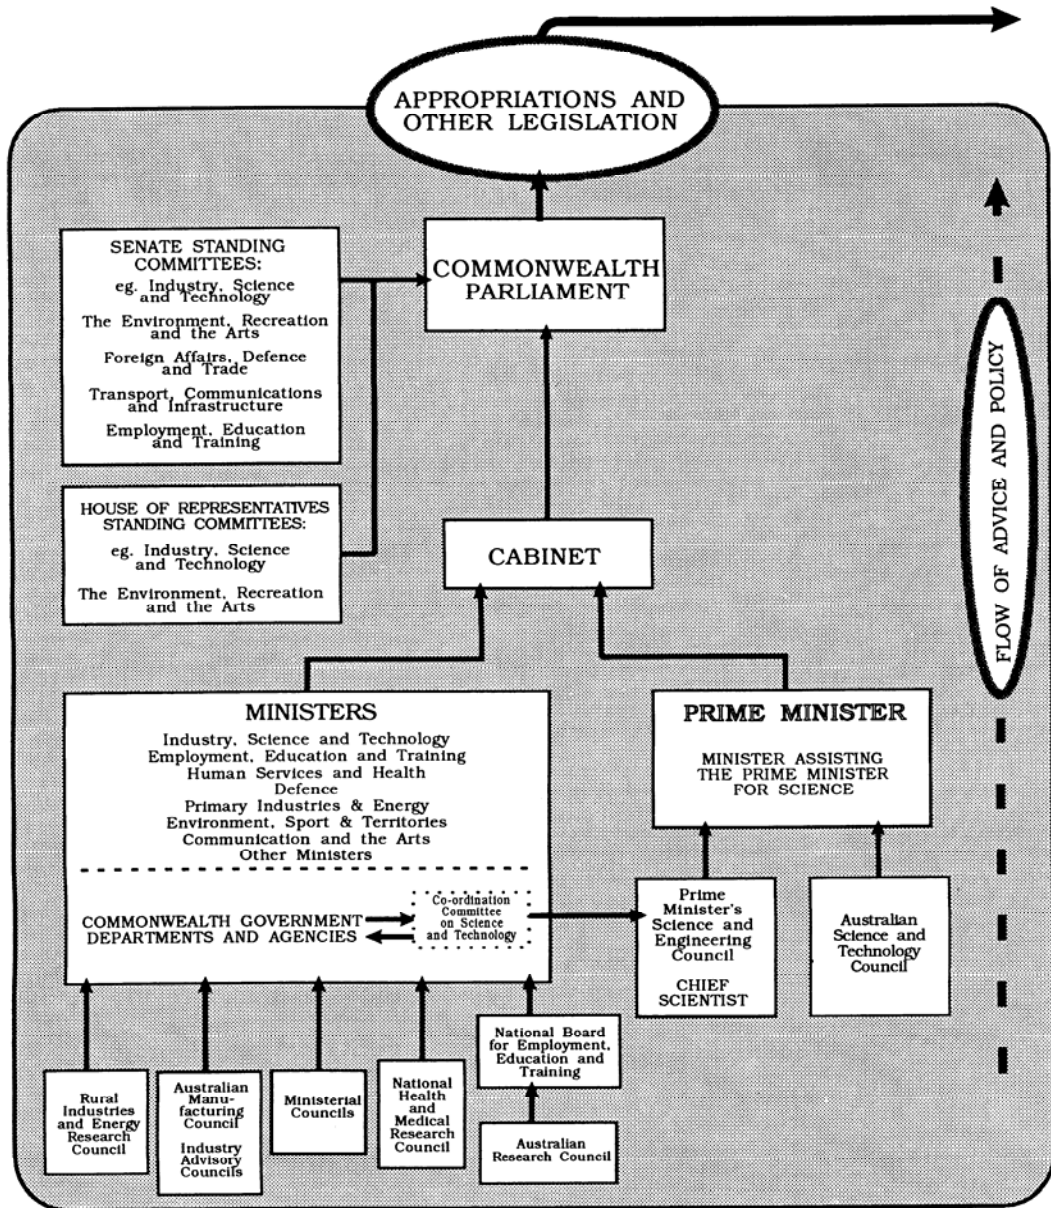 APPROPRIATIONS AND
OTHER LEGISLATION
SENATE STANDING
COMMITTEES:
eg. Industry, Science
and Technology
The Environment, Recreation
and the Arts
Foreign Affairs, Defence
and Trade
Transport, Communications
and Infrastructure
Employment, Education
and Training
COMMONWEALTH
PARLIAMENT
HOUSE OF REPRESENTATIVES
STANDING COMMITTEES:
eg. Industry, Science
and Technology
The Environment, Recreation
and the Arts
CABINET
FLOW OF ADVICE AND POLICY
MINISTERS
Industry, Science and Technology
Employment, Education and Training
Human Services and Health
Defence
Primary Industries & Energy
Environment, Sport & Territories
Communication and the Arts
Other Ministers
COMMONWEALTH GOVERNMENT
DEPARTMENTS AND AGENCIES
Co-ordination
Committee
on Science
and Technology
PRIME MINISTER
MINISTER ASSISTING
THE PRIME MINISTER
FOR SCIENCE
Prime
Minister's
Science and
Engineering
Council
CHIEF
SCIENTIST
Australian
Science and
Technology
Council
Rural
Industries
and Energy
Research
Council
Australian
Manu-
facturing
Council
Industry
Advisory
Councils
Ministerial
Councils
National
Health
and
Medical
Research
Council
National Board
for Employment,
Education and
Training
Australian
Research Council